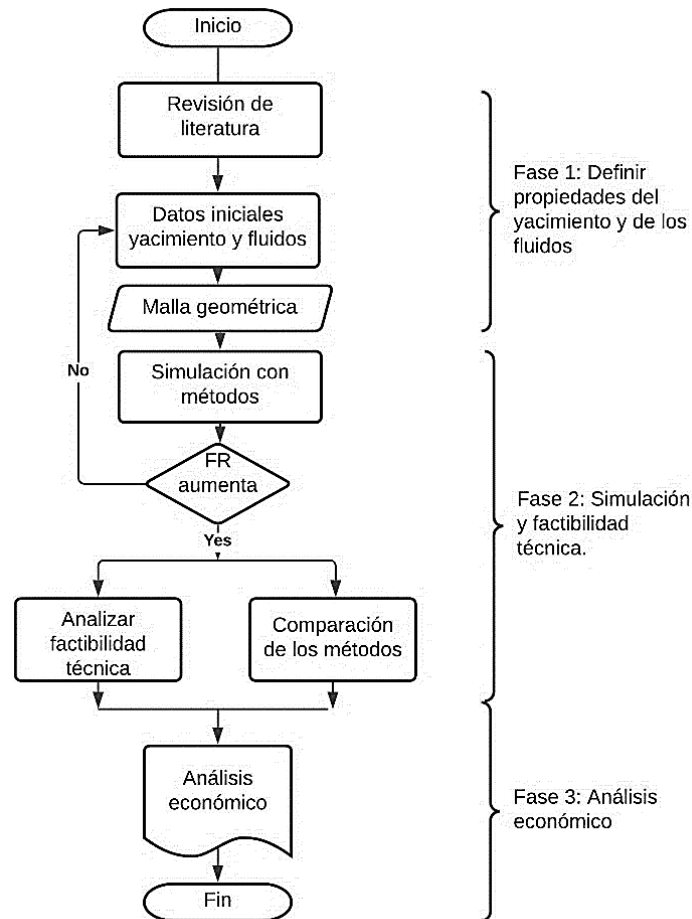 Inicio
Revisión de
literatura
Datos iniciales
yacimiento y fluidos
Malla geométrica
Simulación con
métodos
No
FR
aumenta
Yes
Analizar
factibilidad
técnica
Comparación
de los métodos
Análisis
económico
Fin
Fase 1: Definir
propiedades del
yacimiento y de los
fluidos
Fase 2: Simulación
y factibilidad
técnica.
Fase 3: Análisis
económico